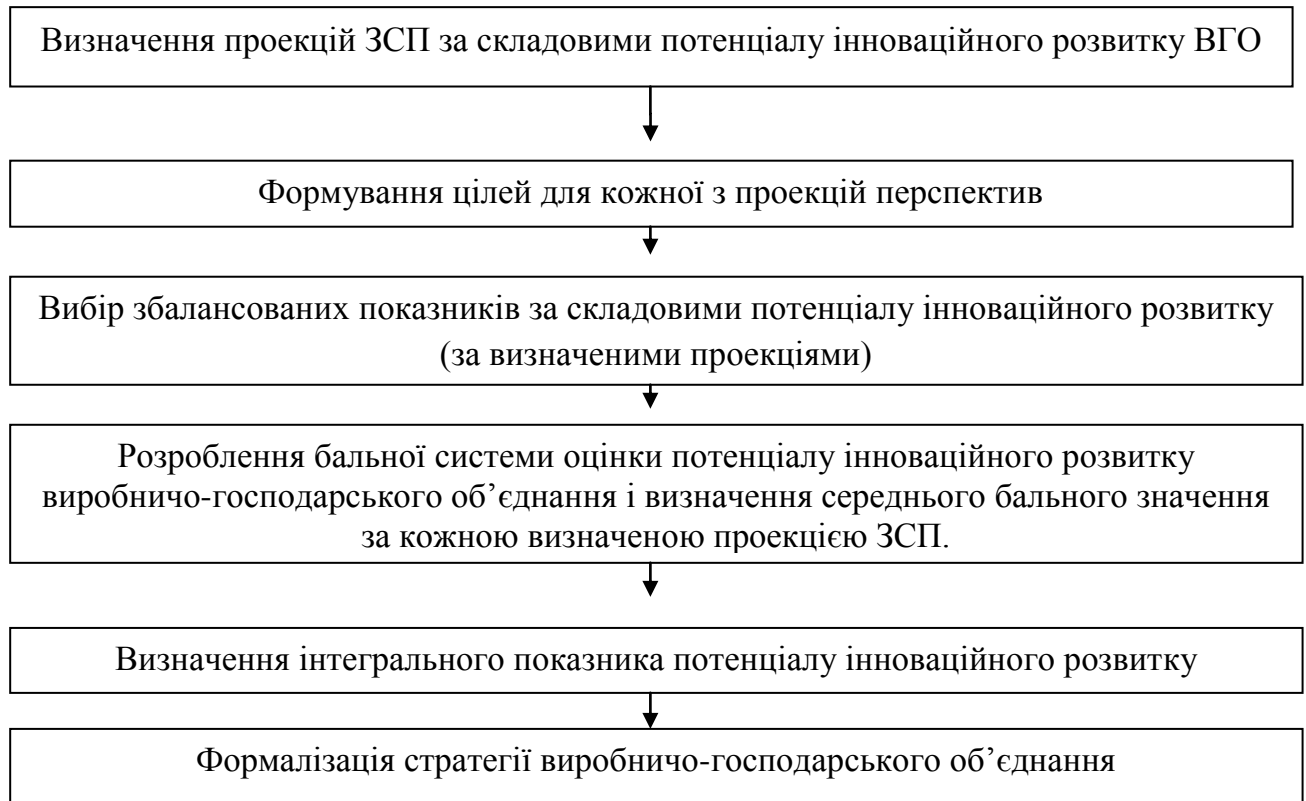 Визначення проекцій ЗСП за складовими потенціалу інноваційного розвитку ВГО
Формування цілей для кожної з проекцій перспектив
Вибір збалансованих показників за складовими потенціалу інноваційного розвитку
(за визначеними проекціями)
Розроблення бальної системи оцінки потенціалу інноваційного розвитку
виробничо-господарського об’єднання і визначення середнього бального значення
за кожною визначеною проекцією ЗСП.
Визначення інтегрального показника потенціалу інноваційного розвитку
Формалізація стратегії виробничо-господарського об’єднання